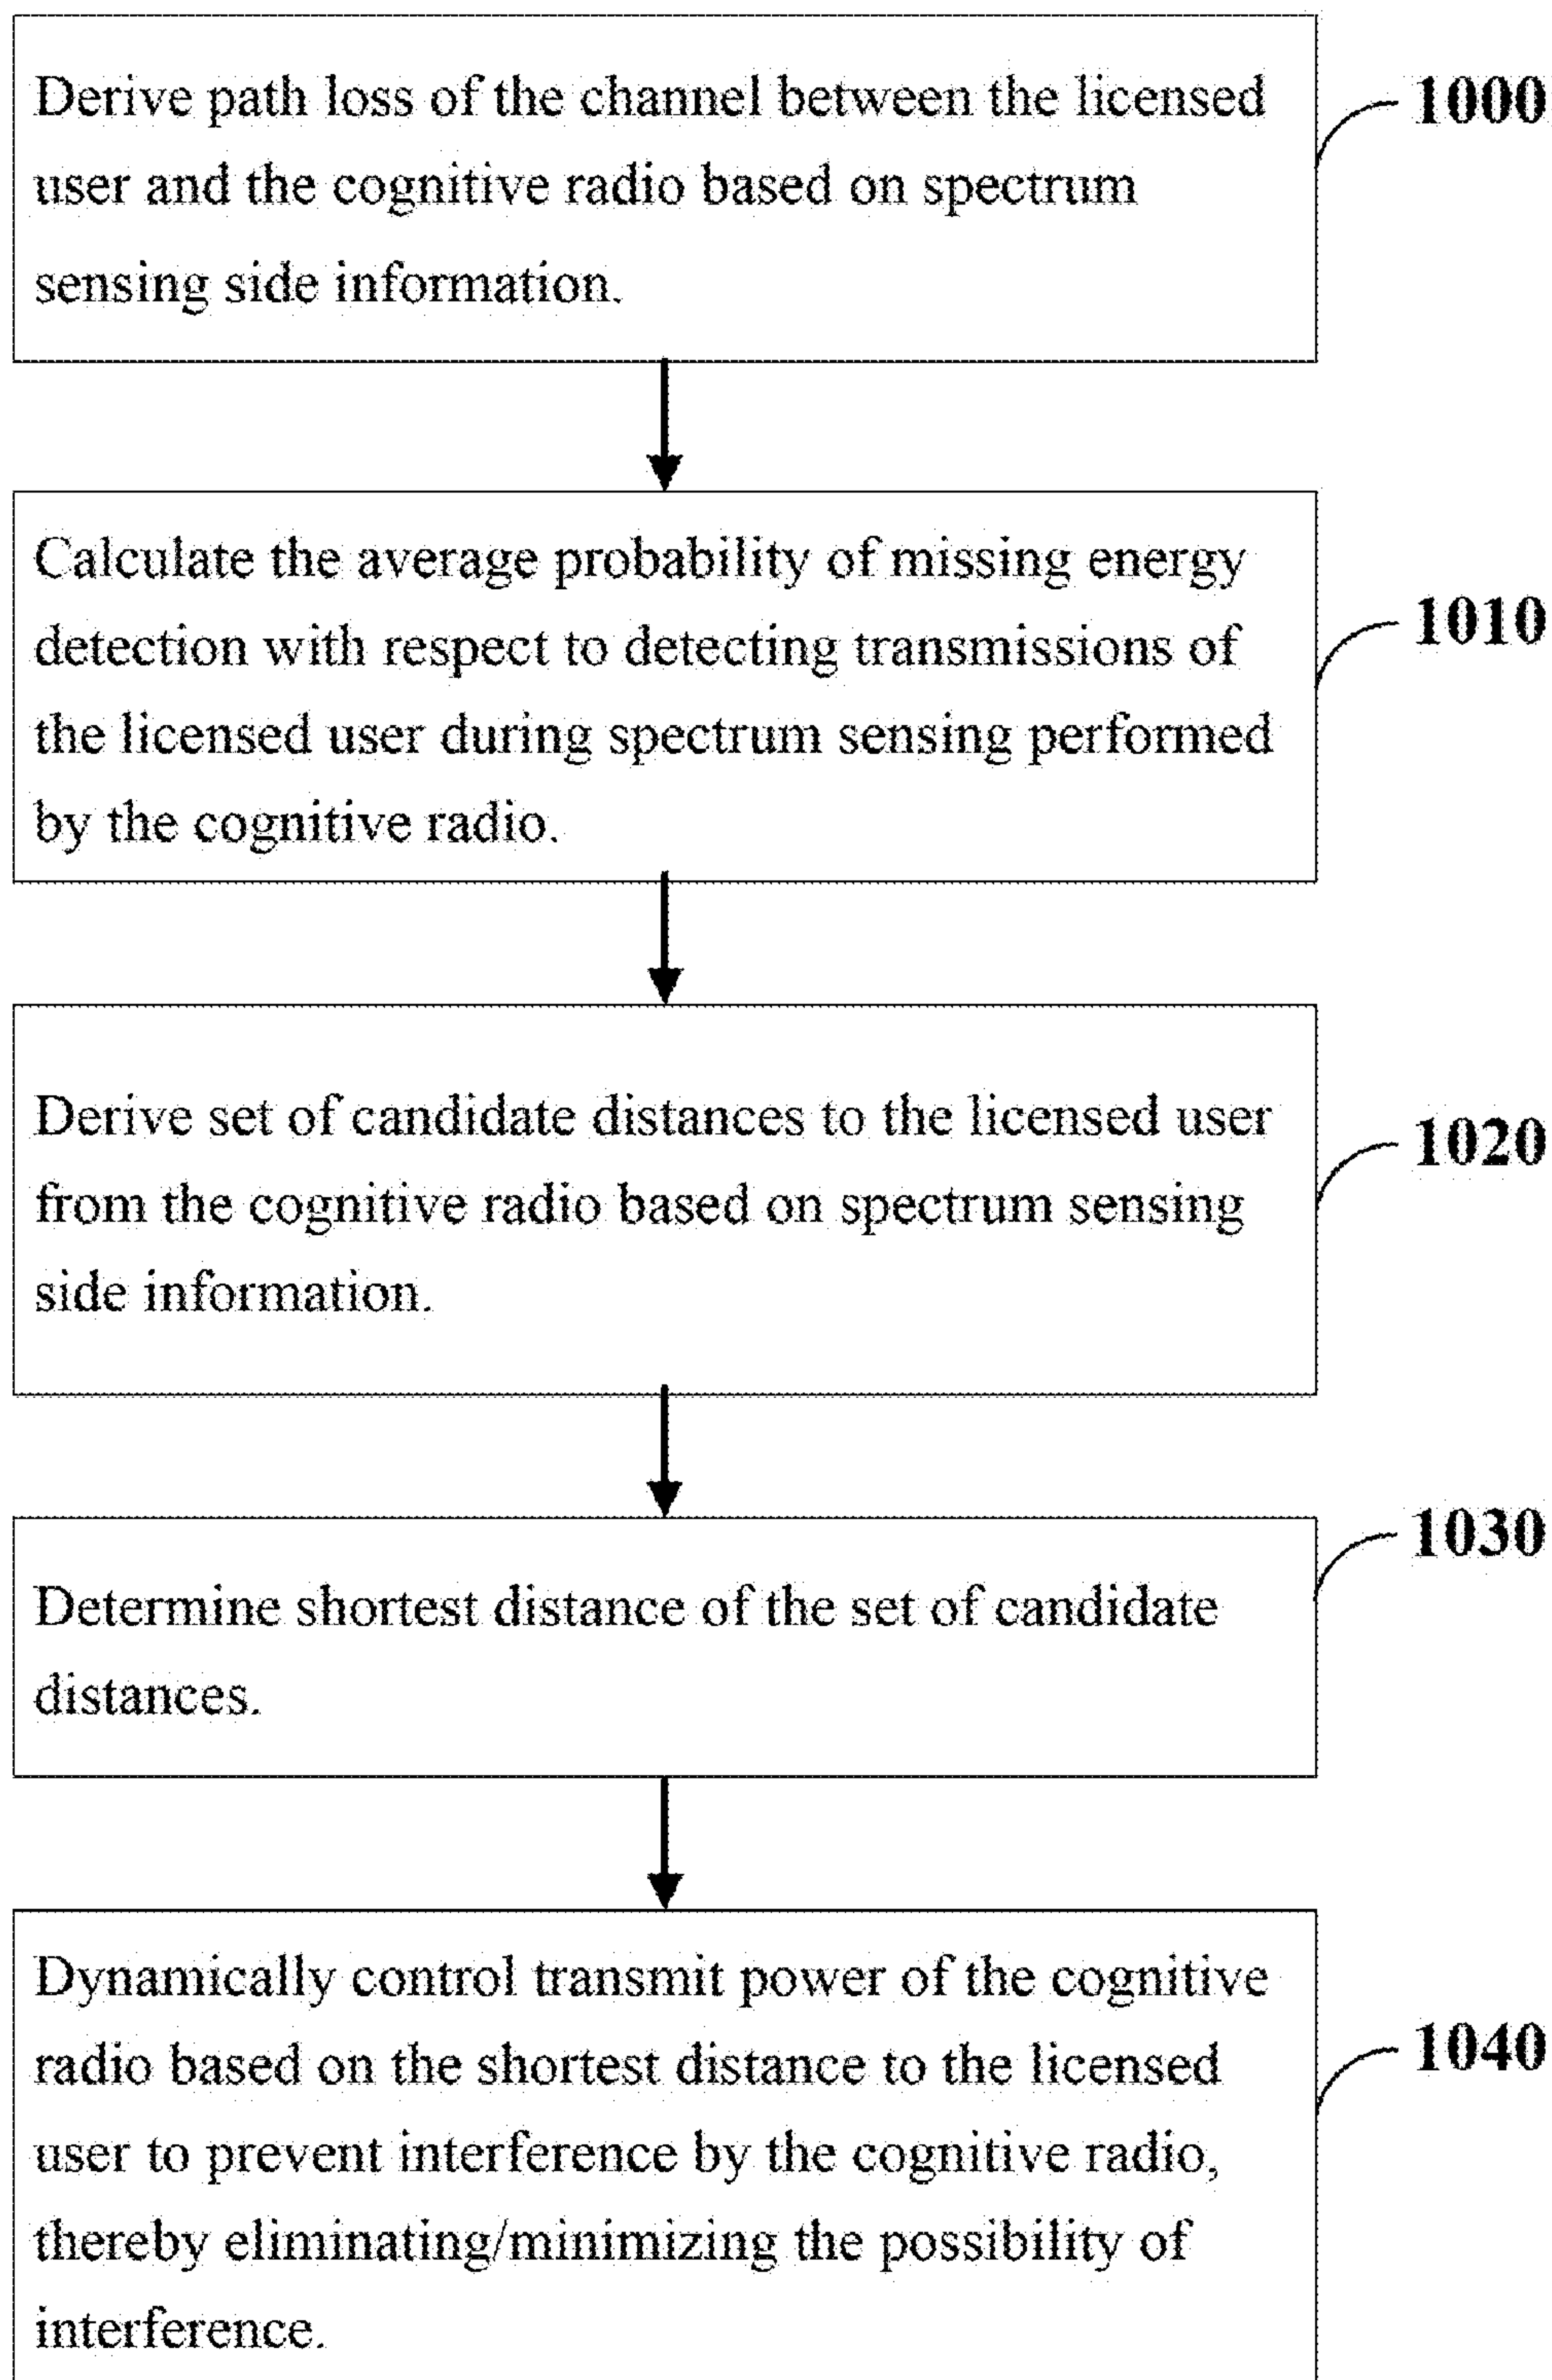 Derive path loss of the channel between the licensed
user and the cognitive radio based on spectrum
sensing side information.
1000
Calculate the average probability of missing energy
detection with respect to detecting transmissions of
the licensed user during spectrum sensing performed
by the cognitive radio.
1010
Derive set of candidate distances to the licensed user
from the cognitive radio based on spectrum sensing
side information.
1020
Determine shortest distance of the set of candidate
distances.
1030
Dynamically control transmit power of the cognitive
radio based on the shortest distance to the licensed
user to prevent interference by the cognitive radio,
thereby eliminating/minimizing the possibility of
interference.
1040